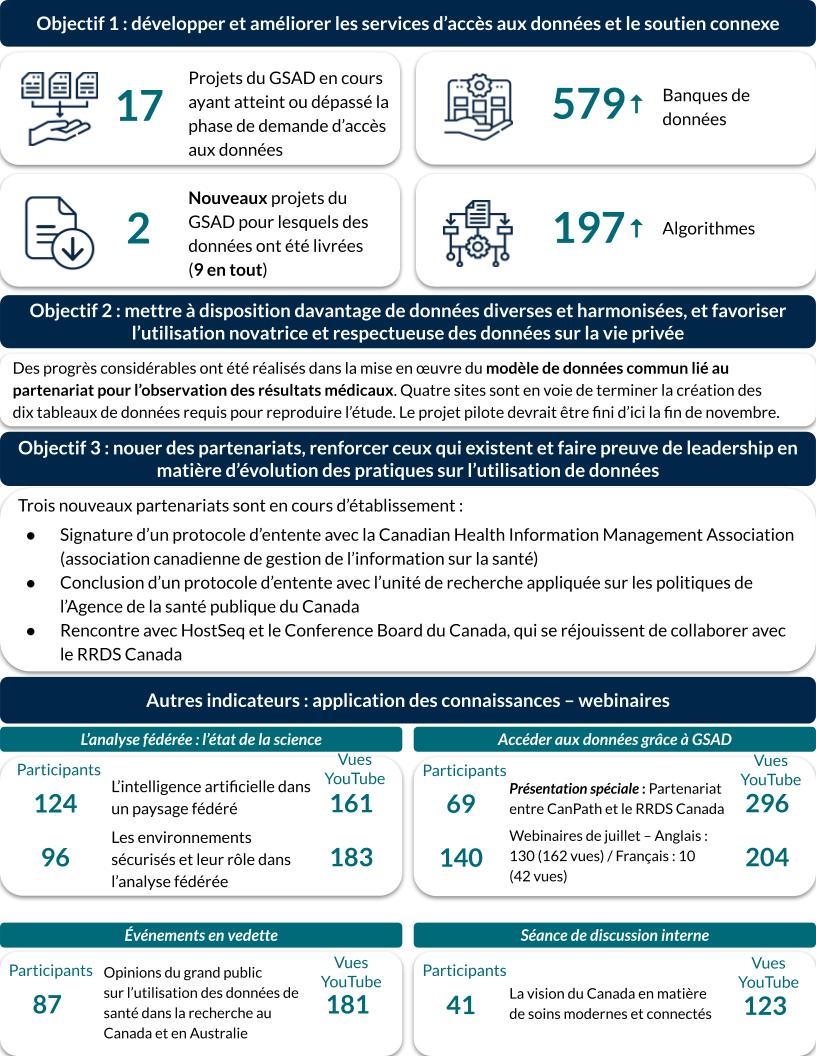 Objectif 1 : développer et améliorer les services d’accès aux données et le soutien connexe
17
Projets du GSAD en cours
ayant atteint ou dépassé la
phase de demande d’accès
aux données
579↑
Banques de
données
2
Nouveaux projets du
GSAD pour lesquels des
données ont été livrées
(9 en tout)
197↑
Algorithmes
Objectif 2 : mettre à disposition davantage de données diverses et harmonisées, et favoriser
l’utilisation novatrice et respectueuse des données sur la vie privée
Des progrès considérables ont été réalisés dans la mise en œuvre du modèle de données commun lié au
partenariat pour l’observation des résultats médicaux. Quatre sites sont en voie de terminer la création des
dix tableaux de données requis pour reproduire l’étude. Le projet pilote devrait être fini d’ici la fin de novembre.
Objectif 3 : nouer des partenariats, renforcer ceux qui existent et faire preuve de leadership en
matière d’évolution des pratiques sur l’utilisation de données
Trois nouveaux partenariats sont en cours d’établissement :
● Signature d’un protocole d’entente avec la Canadian Health Information Management Association
(association canadienne de gestion de l’information sur la santé)
● Conclusion d’un protocole d’entente avec l’unité de recherche appliquée sur les politiques de
l’Agence de la santé publique du Canada
● Rencontre avec HostSeq et le Conference Board du Canada, qui se réjouissent de collaborer avec
le RRDS Canada
Autres indicateurs : application des connaissances – webinaires
L’analyse fédérée : l’état de la science
Participants
Vues
YouTube
124
L’intelligence artificielle dans
un paysage fédéré
161
96
Les environnements
sécurisés et leur rôle dans
l’analyse fédérée
183
Accéder aux données grâce à GSAD
Participants
Vues
YouTube
69
Présentation spéciale : Partenariat
entre CanPath et le RRDS Canada
296
140
Webinaires de juillet – Anglais :
130 (162 vues) / Français : 10
(42 vues)
204
Événements en vedette
Participants
Vues
YouTube
87
Opinions du grand public
sur l’utilisation des données de
santé dans la recherche au
Canada et en Australie
181
Séance de discussion interne
Participants
Vues
YouTube
41
La vision du Canada en matière
de soins modernes et connectés
123